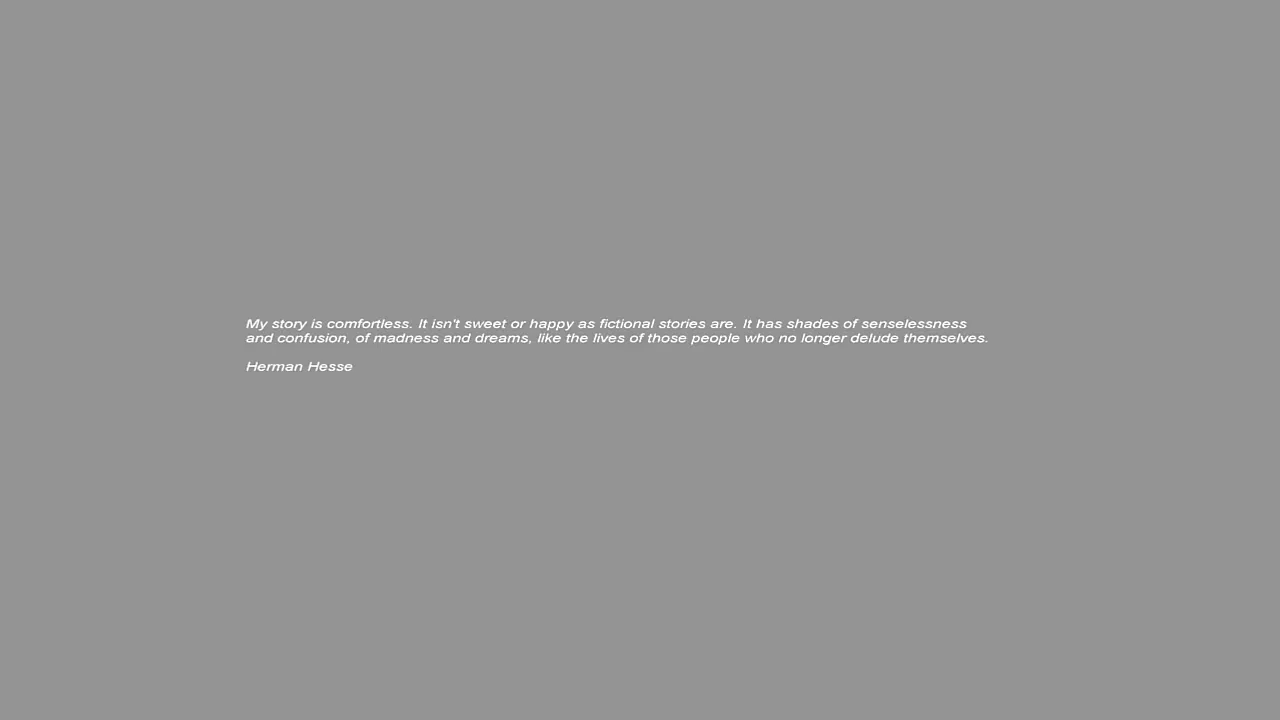 My story is comfortless. It isn't sweet or happy as fictional stories are. It has shades of senselessness
and confusion, of madness and dreams, like the lives of those people who no longer delude themselves.
Herman Hesse